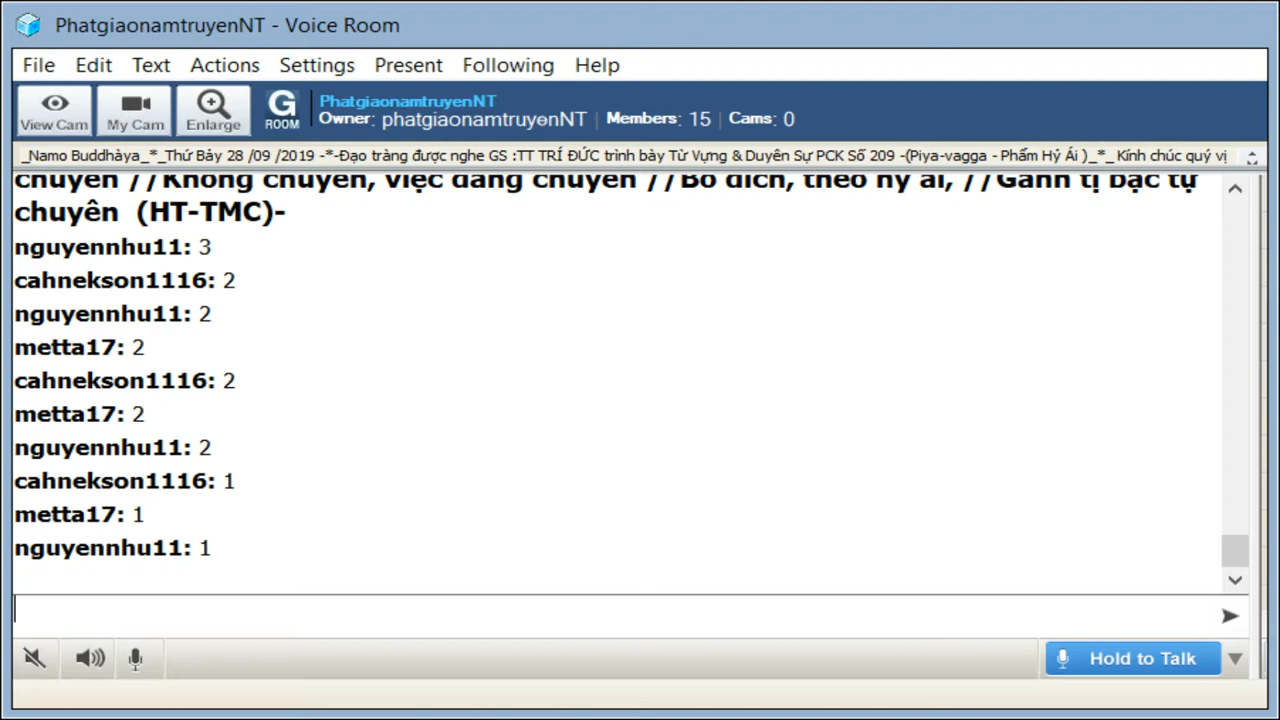 PhatgiaonamtruyenNT - Voice Room
File Edit Text Actions Settings Present Following Help
View Cam My Cam Enlarge G ROOM
PhatgiaonamtruyenNT
Owner: phatgiaonamtruyenNT | Members: 15 | Cams: 0
_Namo Buddhàya_*_Thứ Bảy 28 /09 /2019 -*-Đạo tràng được nghe GS :TT TRÍ ĐỨC trình bày Từ Vựng & Duyên Sự PCK Số 209 -(Piya-vagga - Phẩm Hỷ Ái )_*_ Kính chúc quý vị
chuyên //Không chuyên, việc đáng chuyên //Bỏ đích, theo hỷ ái, //Ganh tị bậc tự
chuyên (HT-TMC)-
nguyennhu11: 3
cahnekson1116: 2
nguyennhu11: 2
metta17: 2
cahnekson1116: 2
metta17: 2
nguyennhu11: 2
cahnekson1116: 1
metta17: 1
nguyennhu11: 1
Hold to Talk